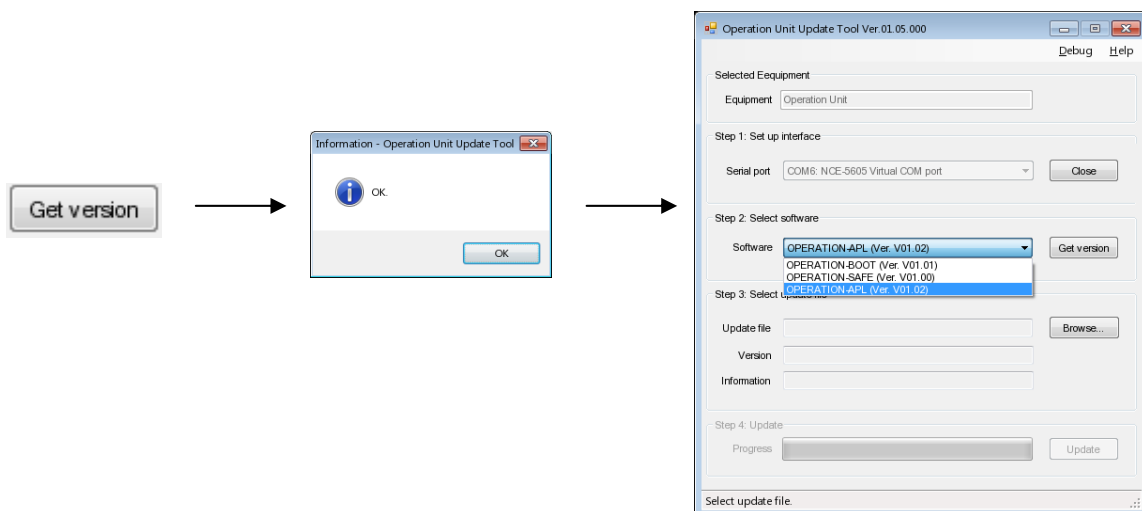 Get version
Information - Operation Unit Update Tool
OK.
OK
Operation Unit Update Tool Ver.01.05.000
Debug Help
Selected Eequipment
Equipment Operation Unit
Step 1: Set up interface
Serial port COM6: NCE-5605 Virtual COM port Close
Step 2: Select software
Software OPERATION-APL (Ver. V01.02) Get version
OPERATION-BOOT (Ver. V01.01)
OPERATION-SAFE (Ver. V01.00)
OPERATION-APL (Ver. V01.02)
Step 3: Select update file
Update file Browse...
Version
Information
Step 4: Update
Progress Update
Select update file.